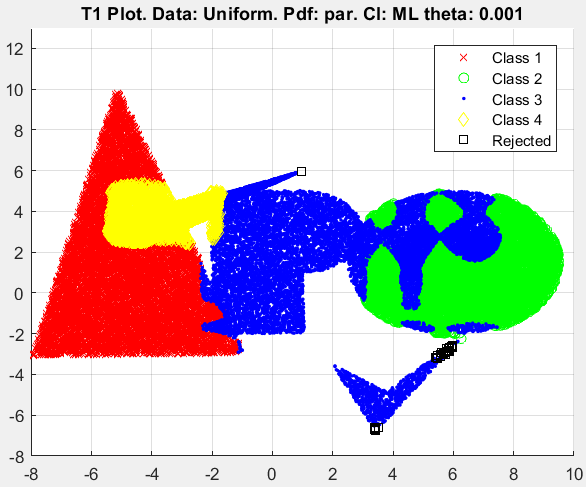 T1 Plot. Data: Uniform. Pdf: par. Cl: ML theta: 0.001
12
10
8
6
4
2
0
-2
-4
-6
-8
Class 1
Class 2
Class 3
Class 4
Rejected
-8 -6 -4 -2 0 2 4 6 8 10